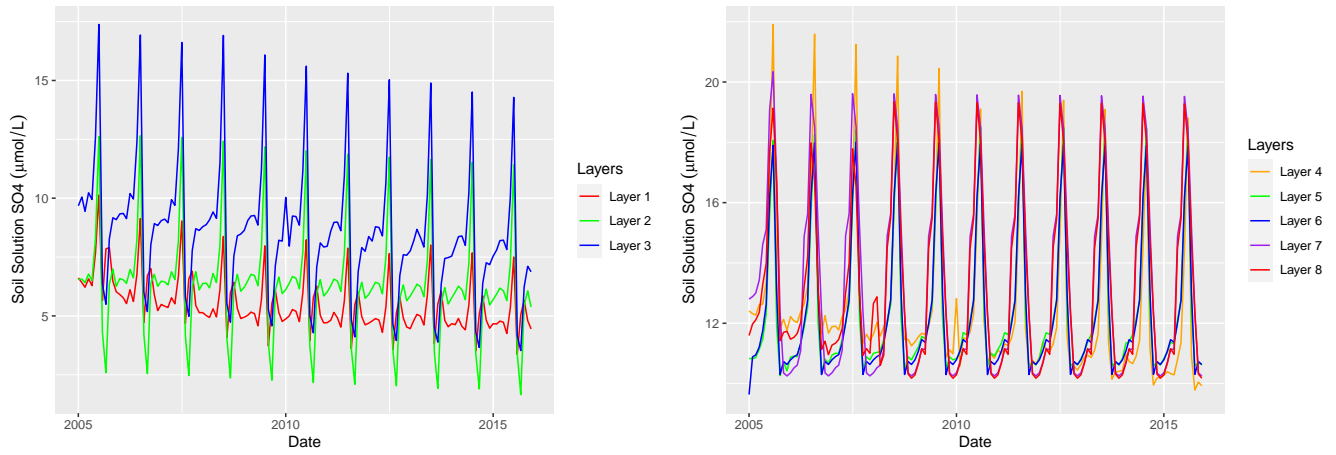 Soil Solution SO4 (μmol/L)
15
10
5
2005
2010
2015
Date
Layers
Layer 1
Layer 2
Layer 3
Soil Solution SO4 (μmol/L)
20
16
12
2005
2010
2015
Date
Layers
Layer 4
Layer 5
Layer 6
Layer 7
Layer 8